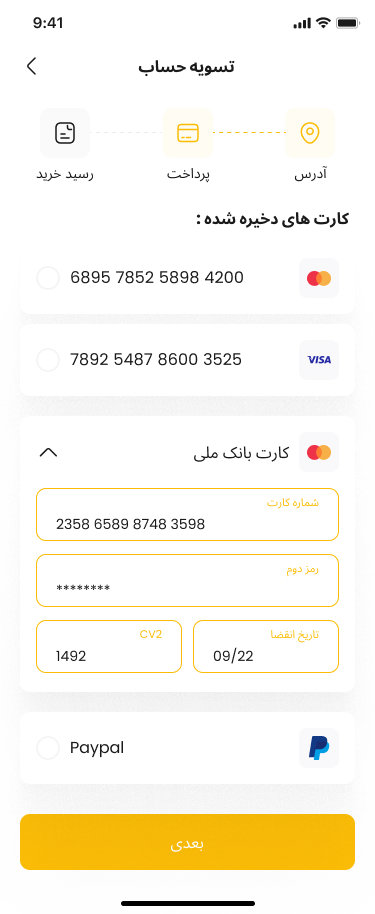 9:41
تسویه حساب
آدرس
پرداخت
رسید خرید
کارت های دخیره شده :
6895 7852 5898 4200
7892 5487 8600 3525
VISA
کارت بانک ملی
شماره کارت
2358 6589 8748 3598
رمز دوم
********
تاریخ انقضا
09/22
CV2
1492
Paypal
بعدی